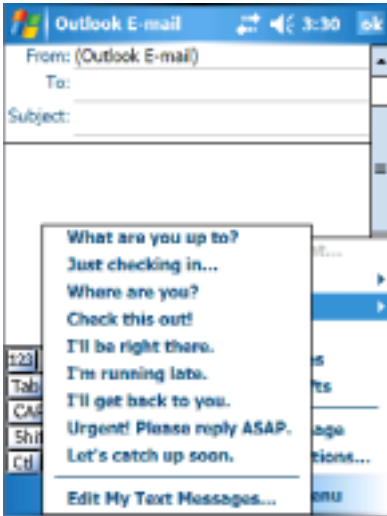 Outlook E-mail 3:30 ok
From: (Outlook E-mail)
To:
Subject:
What are you up to?
Just checking in...
Where are you?
Check this out!
I'll be right there.
I'm running late.
I'll get back to you.
Urgent! Please reply ASAP.
Let's catch up soon.
Edit My Text Messages...
123
Tab
CAP
Shi
Ctl